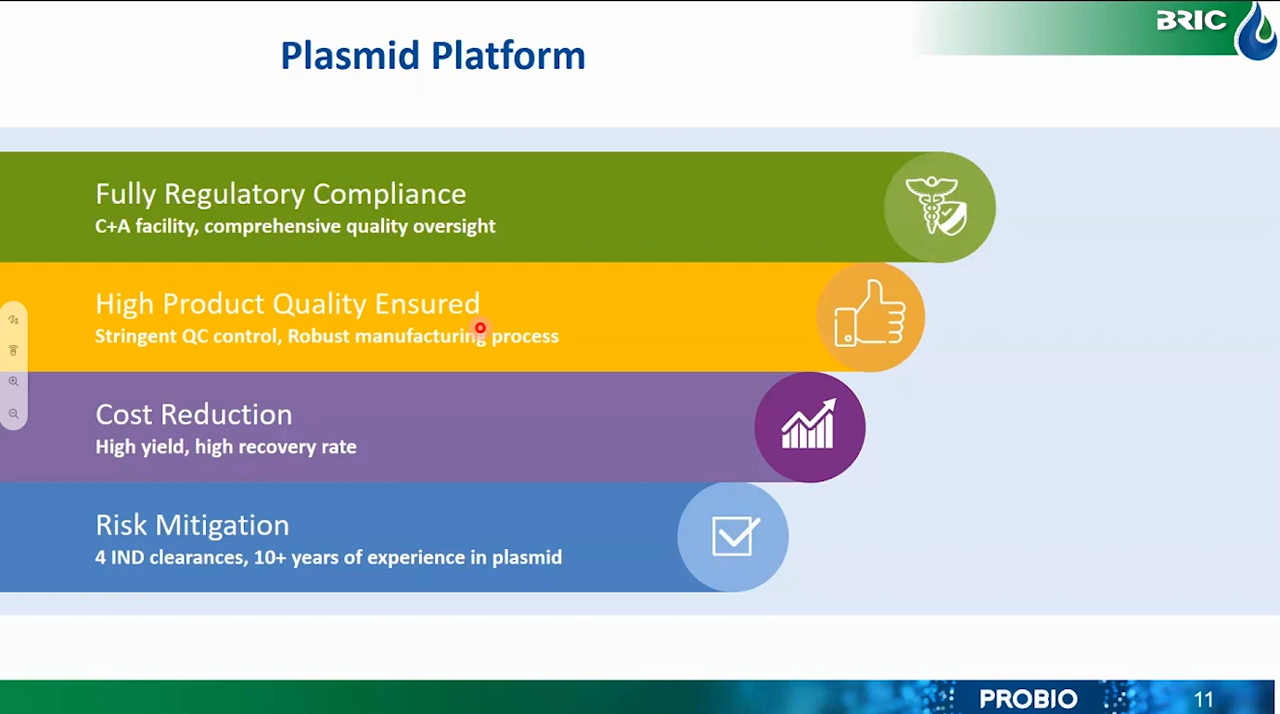 BRIC
Plasmid Platform
Fully Regulatory Compliance
C+A facility, comprehensive quality oversight
High Product Quality Ensured
Stringent QC control, Robust manufacturing process
Cost Reduction
High yield, high recovery rate
Risk Mitigation
4 IND clearances, 10+ years of experience in plasmid
PROBIO
11